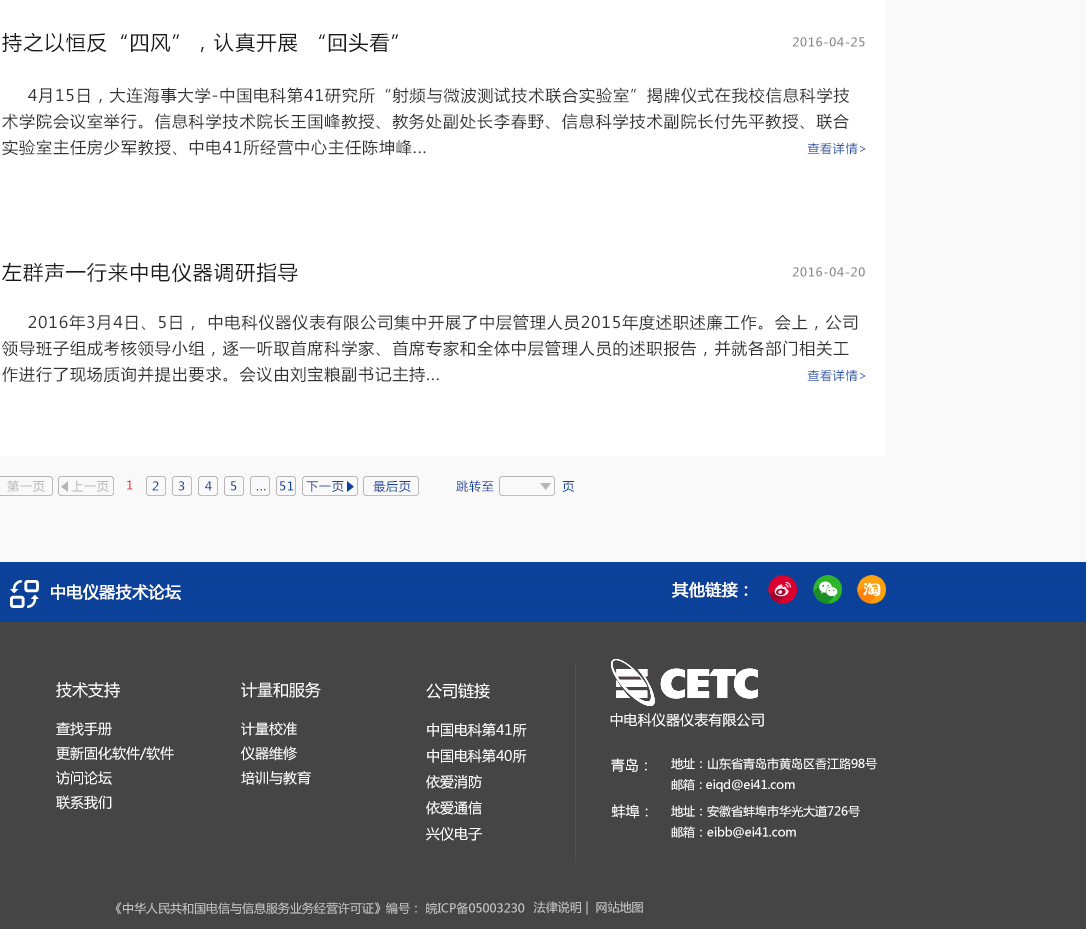 持之以恒反“四风”，认真开展 “回头看”
2016-04-25
4月15日，大连海事大学-中国电科第41研究所“射频与微波测试技术联合实验室”揭牌仪式在我校信息科学技
术学院会议室举行。信息科学技术院长王国峰教授、教务处副处长李春野、信息科学技术副院长付先平教授、联合
实验室主任房少军教授、中电41所经营中心主任陈坤峰...
查看详情>
左群声一行来中电仪器调研指导
2016-04-20
2016年3月4日、5日， 中电科仪器仪表有限公司集中开展了中层管理人员2015年度述职述廉工作。会上，公司
领导班子组成考核领导小组，逐一听取首席科学家、首席专家和全体中层管理人员的述职报告，并就各部门相关工
作进行了现场质询并提出要求。会议由刘宝粮副书记主持...
查看详情>
第一页 上一页 1 2 3 4 5 ... 51 下一页 最后页 跳转至 页
中电仪器技术论坛
其他链接：
淘
技术支持
查找手册
更新固化软件/软件
访问论坛
联系我们
计量和服务
计量校准
仪器维修
培训与教育
公司链接
中国电科第41所
中国电科第40所
依爱消防
依爱通信
兴仪电子
CETC
中电科仪器仪表有限公司
青岛： 地址：山东省青岛市黄岛区香江路98号
邮箱：eiqd@ei41.com
蚌埠： 地址：安徽省蚌埠市华光大道726号
邮箱：eibb@ei41.com
《中华人民共和国电信与信息服务业务经营许可证》编号： 皖ICP备05003230 法律说明 | 网站地图